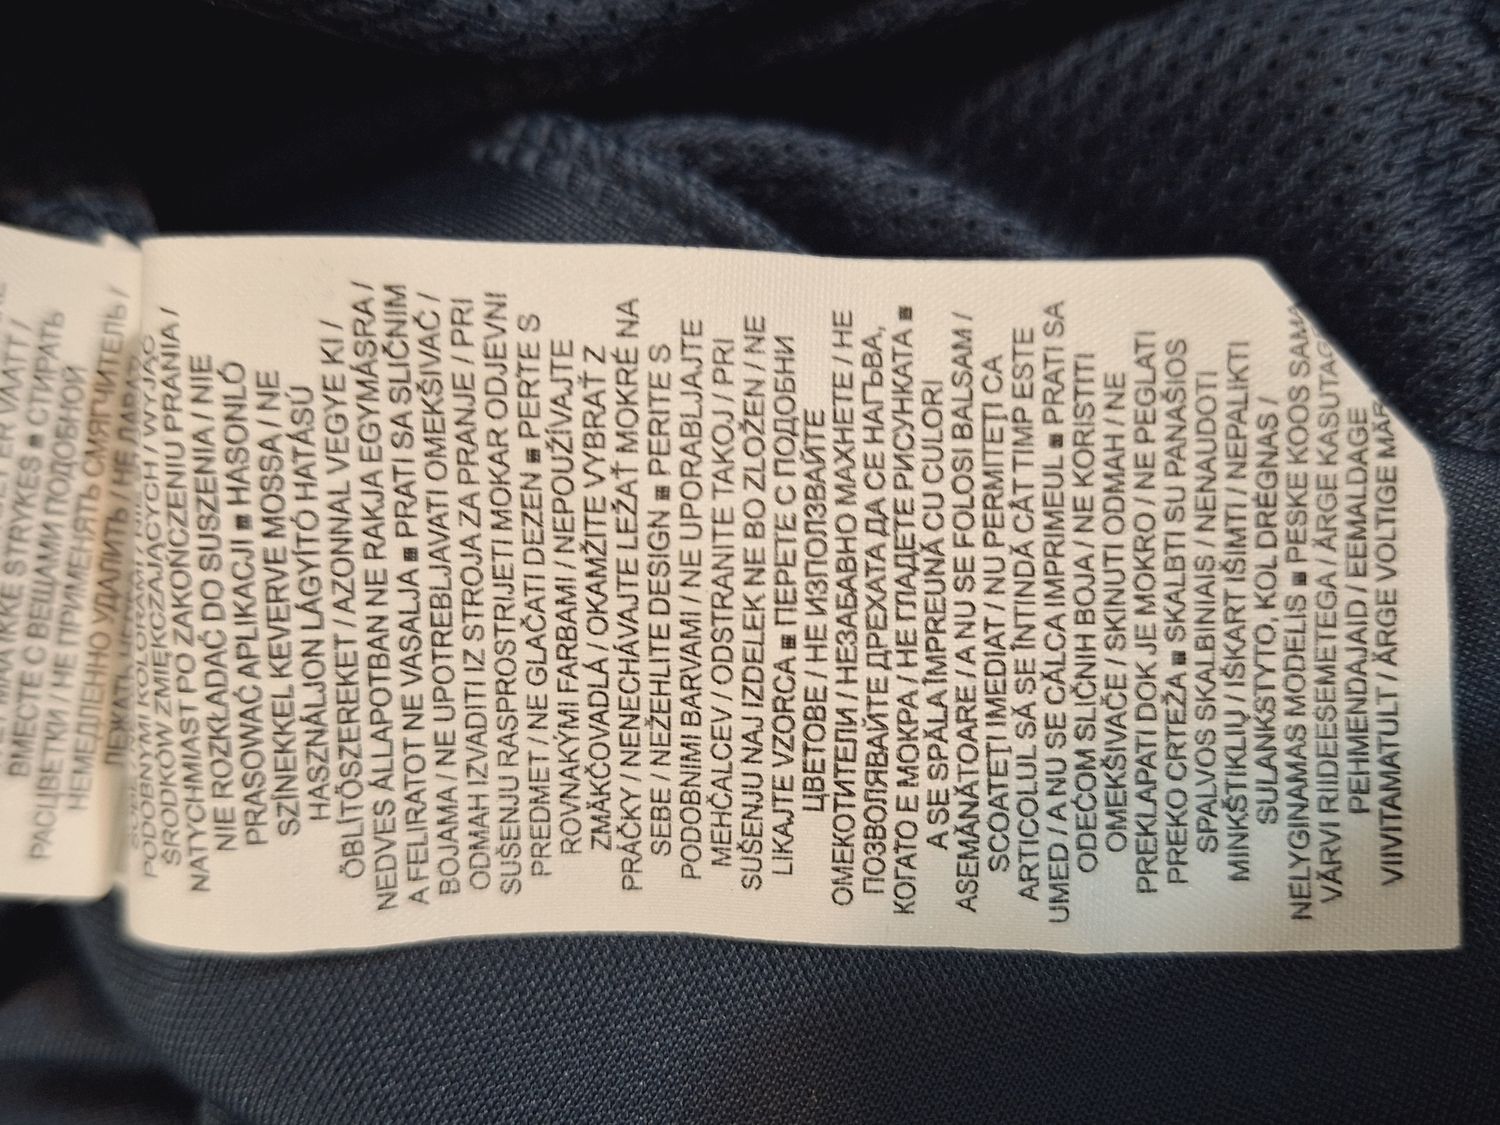 ВМЕСТЕ С ВЕЩАМИ ПОДОБНОЙ
РАСЦВЕТКИ / НЕ ПРИМЕНЯТЬ СМЯГЧИТЕЛЬ /
НЕМЕДЛЕННО УДАЛИТЬ / НЕ
PODOBNYMI KOLORAMI / WYJĄĆ
ŚRODKÓW ZMIĘKCZAJĄCYCH / WYJĄĆ
NATYCHMIAST PO ZAKOŃCZENIU PRANIA /
NIE ROZKŁADAĆ DO SUSZENIA / NIE
PRASOWAĆ APLIKACJI ■ HASONLÓ
SZÍNEKKEL KEVERVE MOSSA / NE
HASZNÁLJON LÁGYÍTÓ HATÁSÚ
ÖBLÍTŐSZEREKET / AZONNAL VEGYE KI /
NEDVES ÁLLAPOTBAN NE RAKJA EGYMÁSRA /
A FELIRATOT NE VASALJA ■ PRATI SA SLIČNIM
BOJAMA / NE UPOTREBLJAVATI OMEKŠIVAČ /
ODMAH IZVADITI IZ STROJA ZA PRANJE / PRI
SUŠENJU RASPROSTRIJETI MOKAR ODJEVNI
PREDMET / NE GLAČATI DEZEN ■ PERTE S
ROVNAKÝMI FARBAMI / NEPOUŽÍVAJTE
ZMÄKČOVADLÁ / OKAMŽITE VYBRAŤ Z
PRÁČKY / NENECHÁVAJTE LEŽAŤ MOKRÉ NA
SEBE / NEŽEHLITE DESIGN ■ PERITE S
PODOBNIMI BARVAMI / NE UPORABLJAJTE
MEHČALCEV / ODSTRANITE TAKOJ / PRI
SUŠENJU NAJ IZDELEK NE BO ZLOŽEN / NE
LIKAJTE VZORCA ■ ПЕРЕТЕ С ПОДОБНИ
ЦВЕТОВЕ / НЕ ИЗПОЛЗВАЙТЕ
ОМЕКОТИТЕЛИ / НЕЗАБАВНО МАХНЕТЕ / НЕ
ПОЗВОЛЯВАЙТЕ ДРЕХАТА ДА СЕ НАГЪВА,
КОГАТО Е МОКРА / НЕ ГЛАДЕТЕ РИСУНКАТА ■
A SE SPĂLA ÎMPREUNĂ CU CULORI
ASEMĂNĂTOARE / A NU SE FOLOSI BALSAM /
SCOATEȚI IMEDIAT / NU PERMITEȚI CA
ARTICOLUL SĂ SE ÎNTINDĂ CÂT TIMP ESTE
UMED / A NU SE CĂLCA IMPRIMEUL ■ PRATI SA
ODEĆOM SLIČNIH BOJA / NE KORISTITI
OMEKŠIVAČE / SKINUTI ODMAH / NE
PREKLAPATI DOK JE MOKRO / NE PEGLATI
PREKO CRTEŽA ■ SKALBTI SU PANAŠIOS
SPALVOS SKALBINIAIS / NENAUDOTI
MINKŠTIKLIŲ / IŠKART IŠIMTI / NEPALIKTI
SULANKSTYTO, KOL DRĖGNAS /
NELYGINAMAS MODELIS ■ PESKE KOOS
VÄRVI RIIDEESEMETEGA / ÄRGE
PEHMENDAJAID / EEMALDAGE
VIIVITAMATULT / ÄRGE VOLTIGE